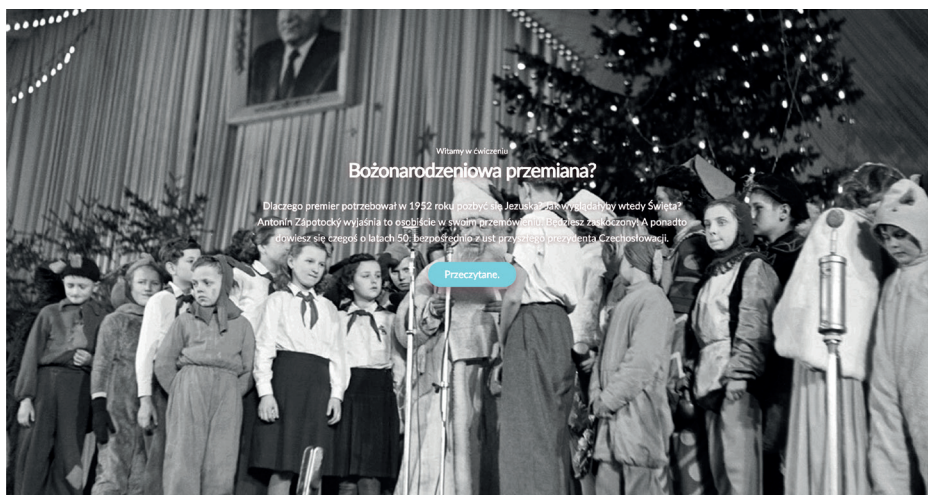 Witamy w ćwiczeniu
Bożonarodzeniowa przemiana?
Dlaczego premier potrzebował w 1952 roku pozbyć się Jezuska? Jak wyglądałyby wtedy Święta?
Antonín Zápotocký wyjaśnia to osobiście w swoim przemówieniu. Będziesz zaskoczony! A ponadto
dowiesz się czegoś o latach 50. bezpośrednio z ust przyszłego prezydenta Czechosłowacji.
Przeczytane.